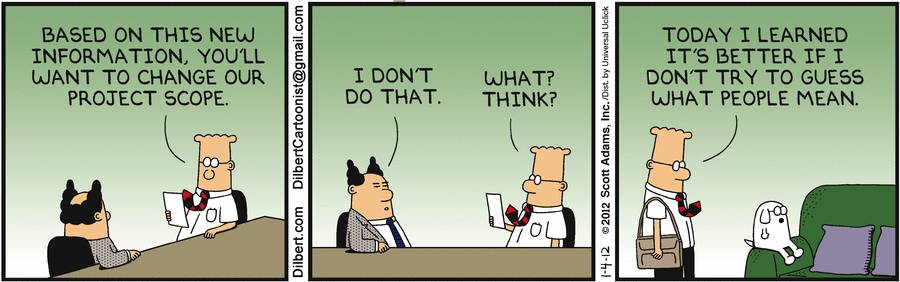 BASED ON THIS NEW
INFORMATION, YOU'LL
WANT TO CHANGE OUR
PROJECT SCOPE.
Dilbert.com DilbertCartoonist@gmail.com
I DON'T
DO THAT.
WHAT?
THINK?
1-4-12 © 2012 Scott Adams, Inc. /Dist. by Universal Uclick
TODAY I LEARNED
IT'S BETTER IF I
DON'T TRY TO GUESS
WHAT PEOPLE MEAN.